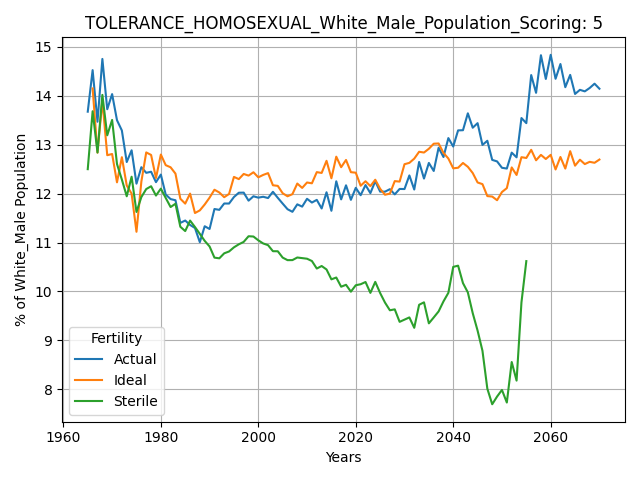 TOLERANCE_HOMOSEXUAL_White_Male_Population_Scoring: 5
% of White_Male Population
15
14
13
12
11
10
9
8
Fertility
Actual
Ideal
Sterile
1960 1980 2000 2020 2040 2060
Years